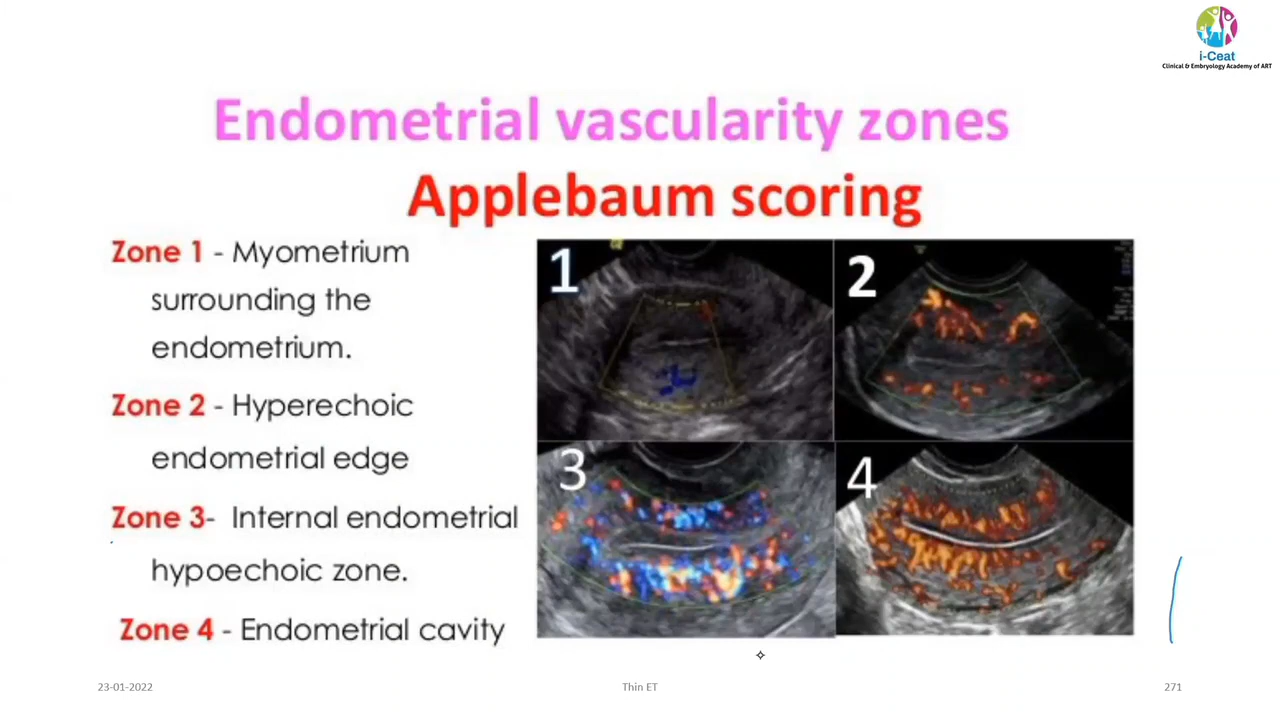 i-Ceat
Clinical & Embryology Academy of ART
Endometrial vascularity zones
Applebaum scoring
Zone 1 - Myometrium
surrounding the
endometrium.
Zone 2 - Hyperechoic
endometrial edge
Zone 3- Internal endometrial
hypoechoic zone.
Zone 4 - Endometrial cavity
1
2
3
4
23-01-2022
Thin ET
271